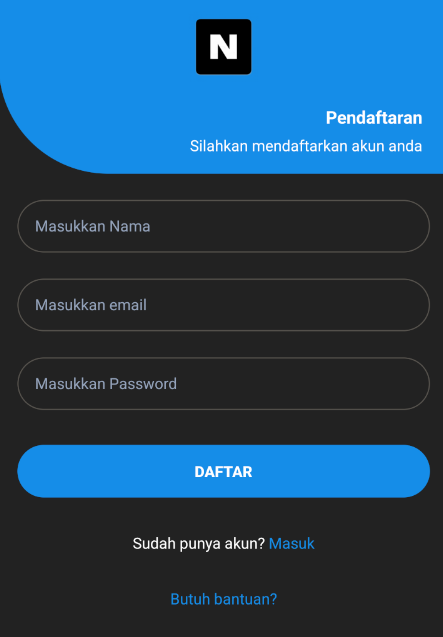 N
Pendaftaran
Silahkan mendaftarkan akun anda
Masukkan Nama
Masukkan email
Masukkan Password
DAFTAR
Sudah punya akun? Masuk
Butuh bantuan?